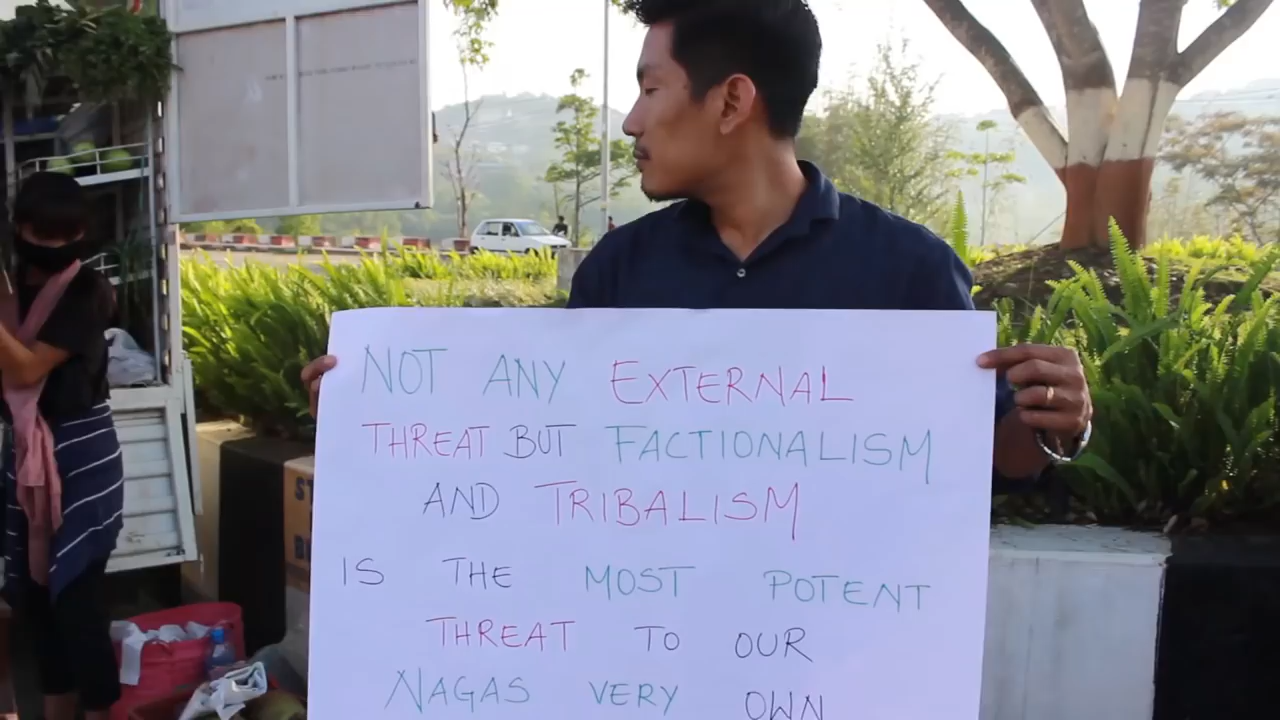 NOT ANY EXTERNAL
THREAT BUT FACTIONALISM
AND TRIBALISM
IS THE MOST POTENT
THREAT TO OUR
NAGAS VERY OWN